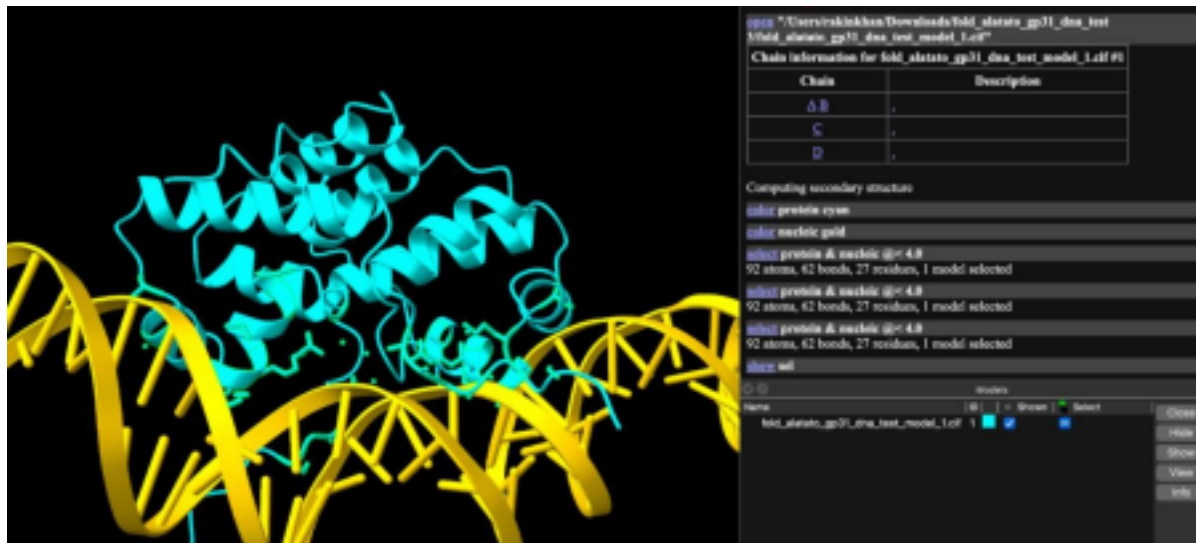 open "/Users/rakinkhan/Downloads/fold_alatato_gp31_dna_test
3/fold_alatato_gp31_dna_test_model_1.cif"
Chain information for fold_alatato_gp31_dna_test_model_1.cif #1
Chain Description
A B .
C .
D .
Computing secondary structure
color protein cyan
color nucleic gold
select protein & nucleic @< 4.0
92 atoms, 62 bonds, 27 residues, 1 model selected
select protein & nucleic @< 4.0
92 atoms, 62 bonds, 27 residues, 1 model selected
select protein & nucleic @< 4.0
92 atoms, 62 bonds, 27 residues, 1 model selected
show sel
Models
Name ID Shown Select
fold_alatato_gp31_dna_test_model_1.cif 1
Close
Hide
Show
View
Info